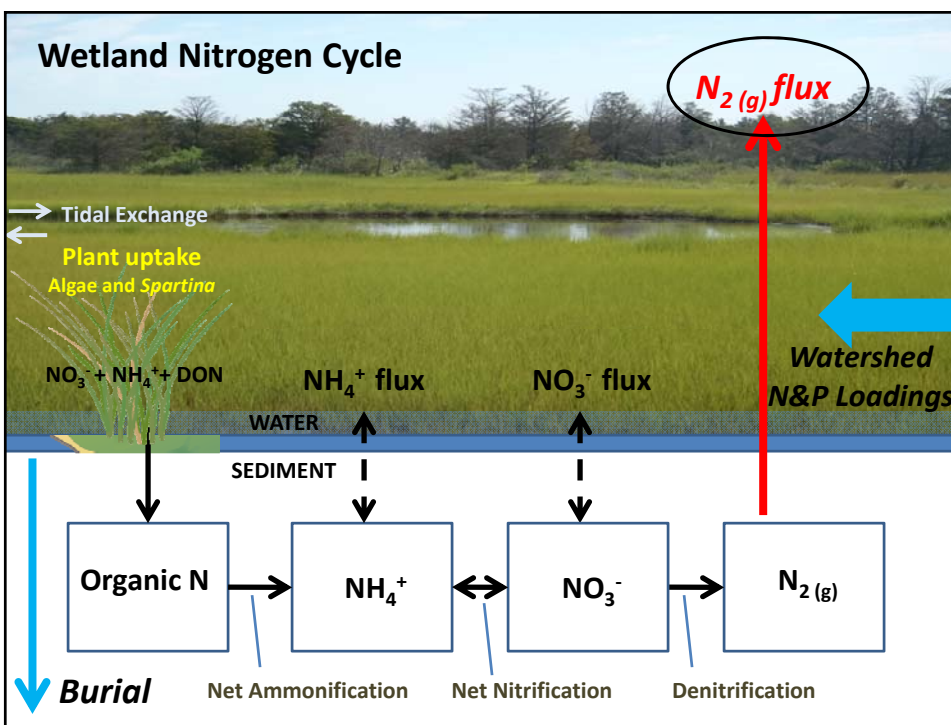 Wetland Nitrogen Cycle
N₂ (g) flux
Tidal Exchange
Plant uptake
Algae and Spartina
Watershed
N&P Loadings
NO₃⁻ + NH₄⁺ + DON
NH₄⁺ flux
NO₃⁻ flux
WATER
SEDIMENT
Organic N
NH₄⁺
NO₃⁻
N₂ (g)
Burial
Net Ammonification
Net Nitrification
Denitrification